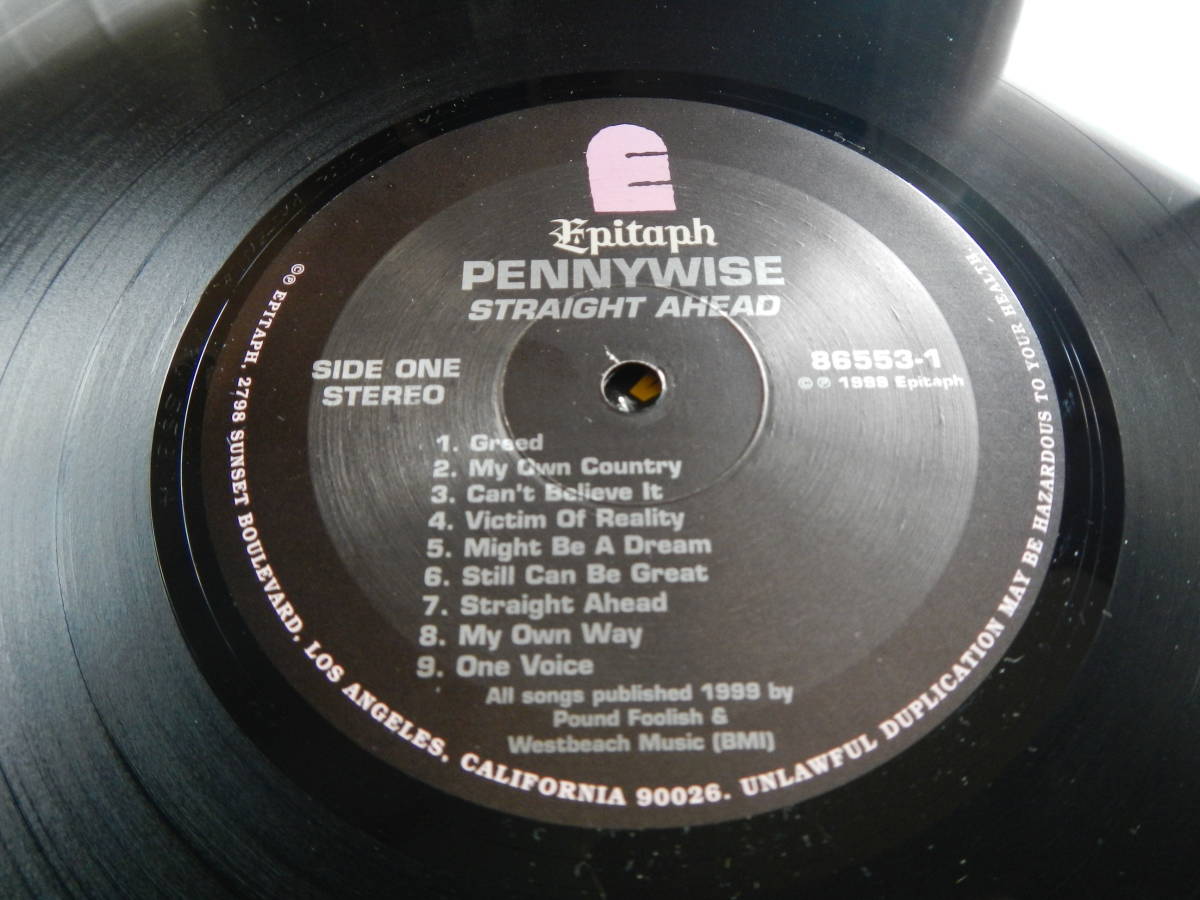 E
Epitaph
PENNYWISE
STRAIGHT AHEAD
SIDE ONE
STEREO
86553-1
©℗ 1999 Epitaph
1. Greed
2. My Own Country
3. Can't Believe It
4. Victim Of Reality
5. Might Be A Dream
6. Still Can Be Great
7. Straight Ahead
8. My Own Way
9. One Voice
All songs published 1999 by
Pound Foolish &
Westbeach Music (BMI)
©℗ EPITAPH, 2798 SUNSET BOULEVARD, LOS ANGELES, CALIFORNIA 90026. UNLAWFUL DUPLICATION MAY BE HAZARDOUS TO YOUR HEALTH.